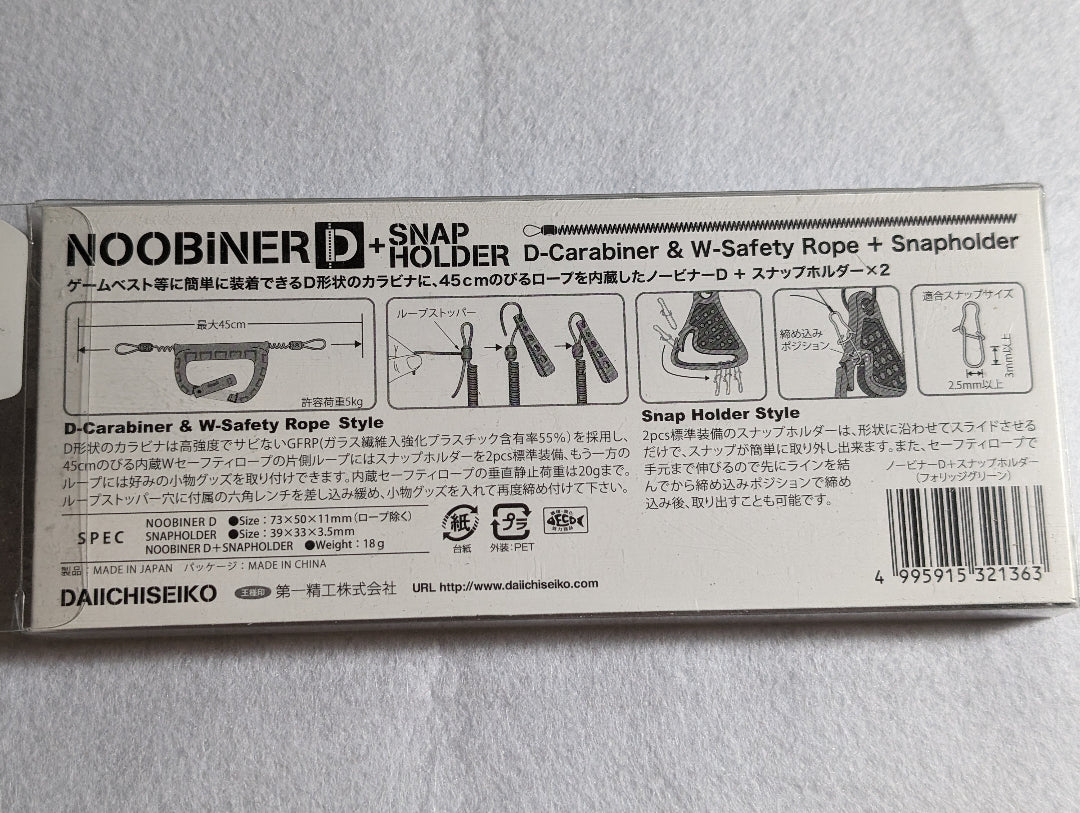 NOOBiNER D + SNAP HOLDER D-Carabiner & W-Safety Rope + Snapholder
ゲームベスト等に簡単に装着できるD形状のカラビナに、45cmのびるロープを内蔵したノービナーD + スナップホルダー×2
最大45cm
許容荷重5kg
ループストッパー
締め込み
ポジション
適合スナップサイズ
3mm以上
2.5mm以上
D-Carabiner & W-Safety Rope Style
D形状のカラビナは高強度でサビないGFRP(ガラス繊維入強化プラスチック含有率55%)を採用し、
45cmのびる内蔵Wセーフティロープの片側ループにはスナップホルダーを2pcs標準装備、もう一方の
ループには好みの小物グッズを取り付けできます。内蔵セーフティロープの垂直静止荷重は20gまで。
ループストッパー穴に付属の六角レンチを差し込み緩め、小物グッズを入れて再度締め付けて下さい。
Snap Holder Style
2pcs標準装備のスナップホルダーは、形状に沿わせてスライドさせる
だけで、スナップが簡単に取り外し出来ます。また、セーフティロープで
手元まで伸びるので先にラインを結
んでから締め込みポジションで締め
込み後、取り出すことも可能です。
ノービナーD+スナップホルダー
(フォリッジグリーン)
SPEC
NOOBINER D ●Size:73×50×11mm(ロープ除く)
SNAPHOLDER ●Size:39×33×3.5mm
NOOBINER D+SNAPHOLDER ●Weight:18g
紙
台紙
プラ
外装:PET
製品:MADE IN JAPAN パッケージ:MADE IN CHINA
DAIICHISEIKO 王様印 第一精工株式会社 URL http://www.daiichiseiko.com
4 995915 321363